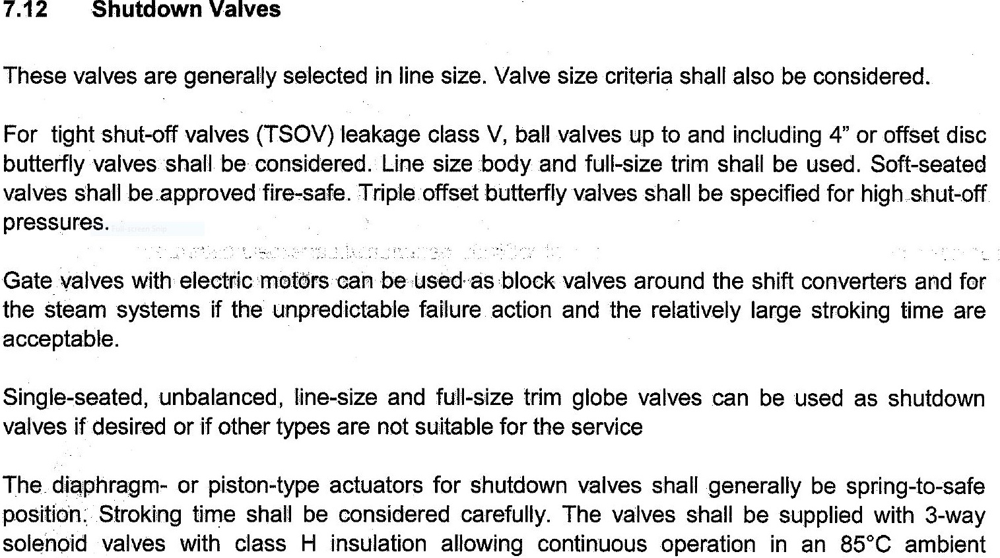 7.12 Shutdown Valves
These valves are generally selected in line size. Valve size criteria shall also be considered.
For tight shut-off valves (TSOV) leakage class V, ball valves up to and including 4” or offset disc
butterfly valves shall be considered. Line size body and full-size trim shall be used. Soft-seated
valves shall be approved fire-safe. Triple offset butterfly valves shall be specified for high shut-off
pressures.
Full-screen Snip
Gate valves with electric motors can be used as block valves around the shift converters and for
the steam systems if the unpredictable failure action and the relatively large stroking time are
acceptable.
Single-seated, unbalanced, line-size and full-size trim globe valves can be used as shutdown
valves if desired or if other types are not suitable for the service
The diaphragm- or piston-type actuators for shutdown valves shall generally be spring-to-safe
position. Stroking time shall be considered carefully. The valves shall be supplied with 3-way
solenoid valves with class H insulation allowing continuous operation in an 85°C ambient